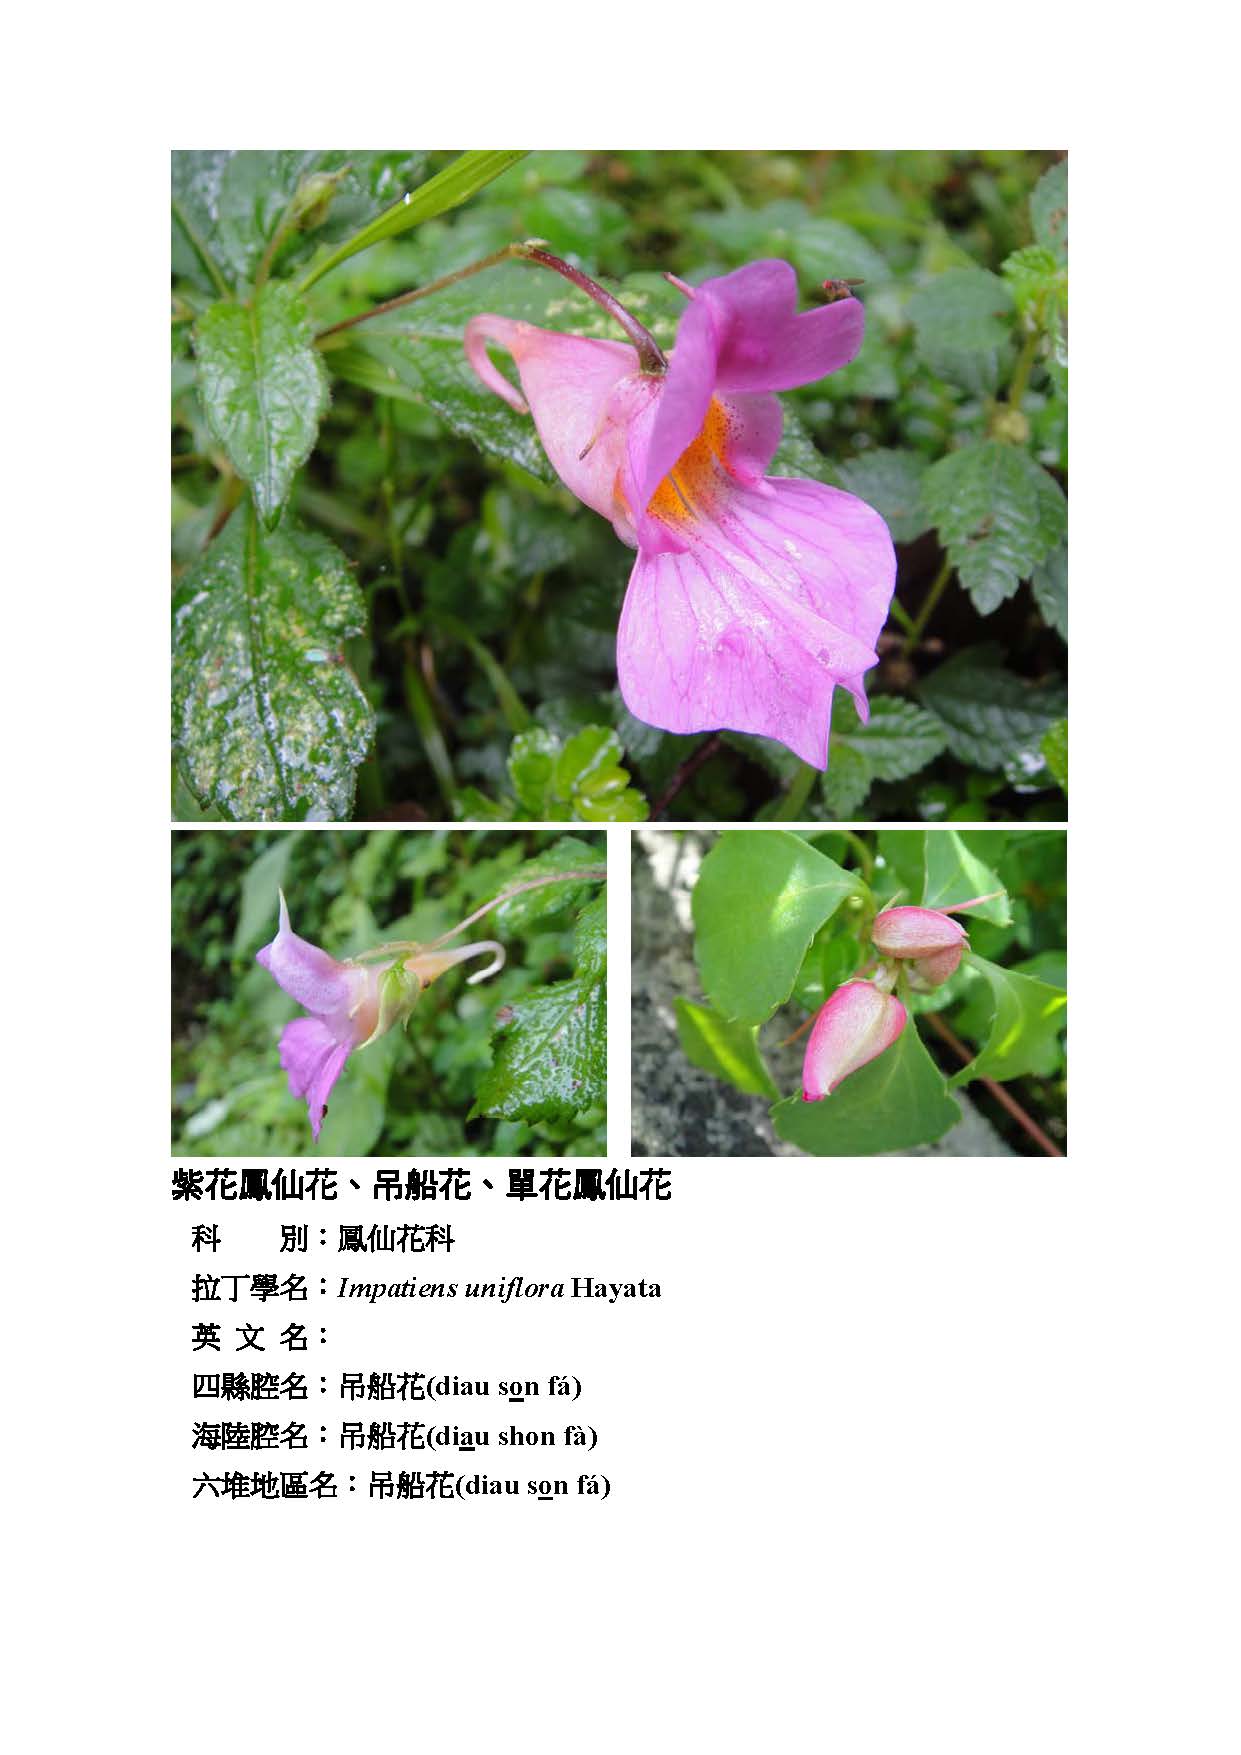 紫花鳳仙花、吊船花、單花鳳仙花
科　　別：鳳仙花科
拉丁學名：Impatiens uniflora Hayata
英 文 名：
四縣腔名：吊船花(diau son fá)
海陸腔名：吊船花(diau shon fà)
六堆地區名：吊船花(diau son fá)